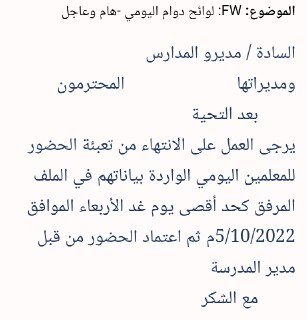 الموضوع: FW: لوائح دوام اليومي -هام وعاجل
السادة / مديرو المدارس
ومديراتها المحترمون
بعد التحية
يرجى العمل على الانتهاء من تعبئة الحضور
للمعلمين اليومي الواردة بياناتهم في الملف
المرفق كحد أقصى يوم غد الأربعاء الموافق
5/10/2022م ثم اعتماد الحضور من قبل
مدير المدرسة
مع الشكر